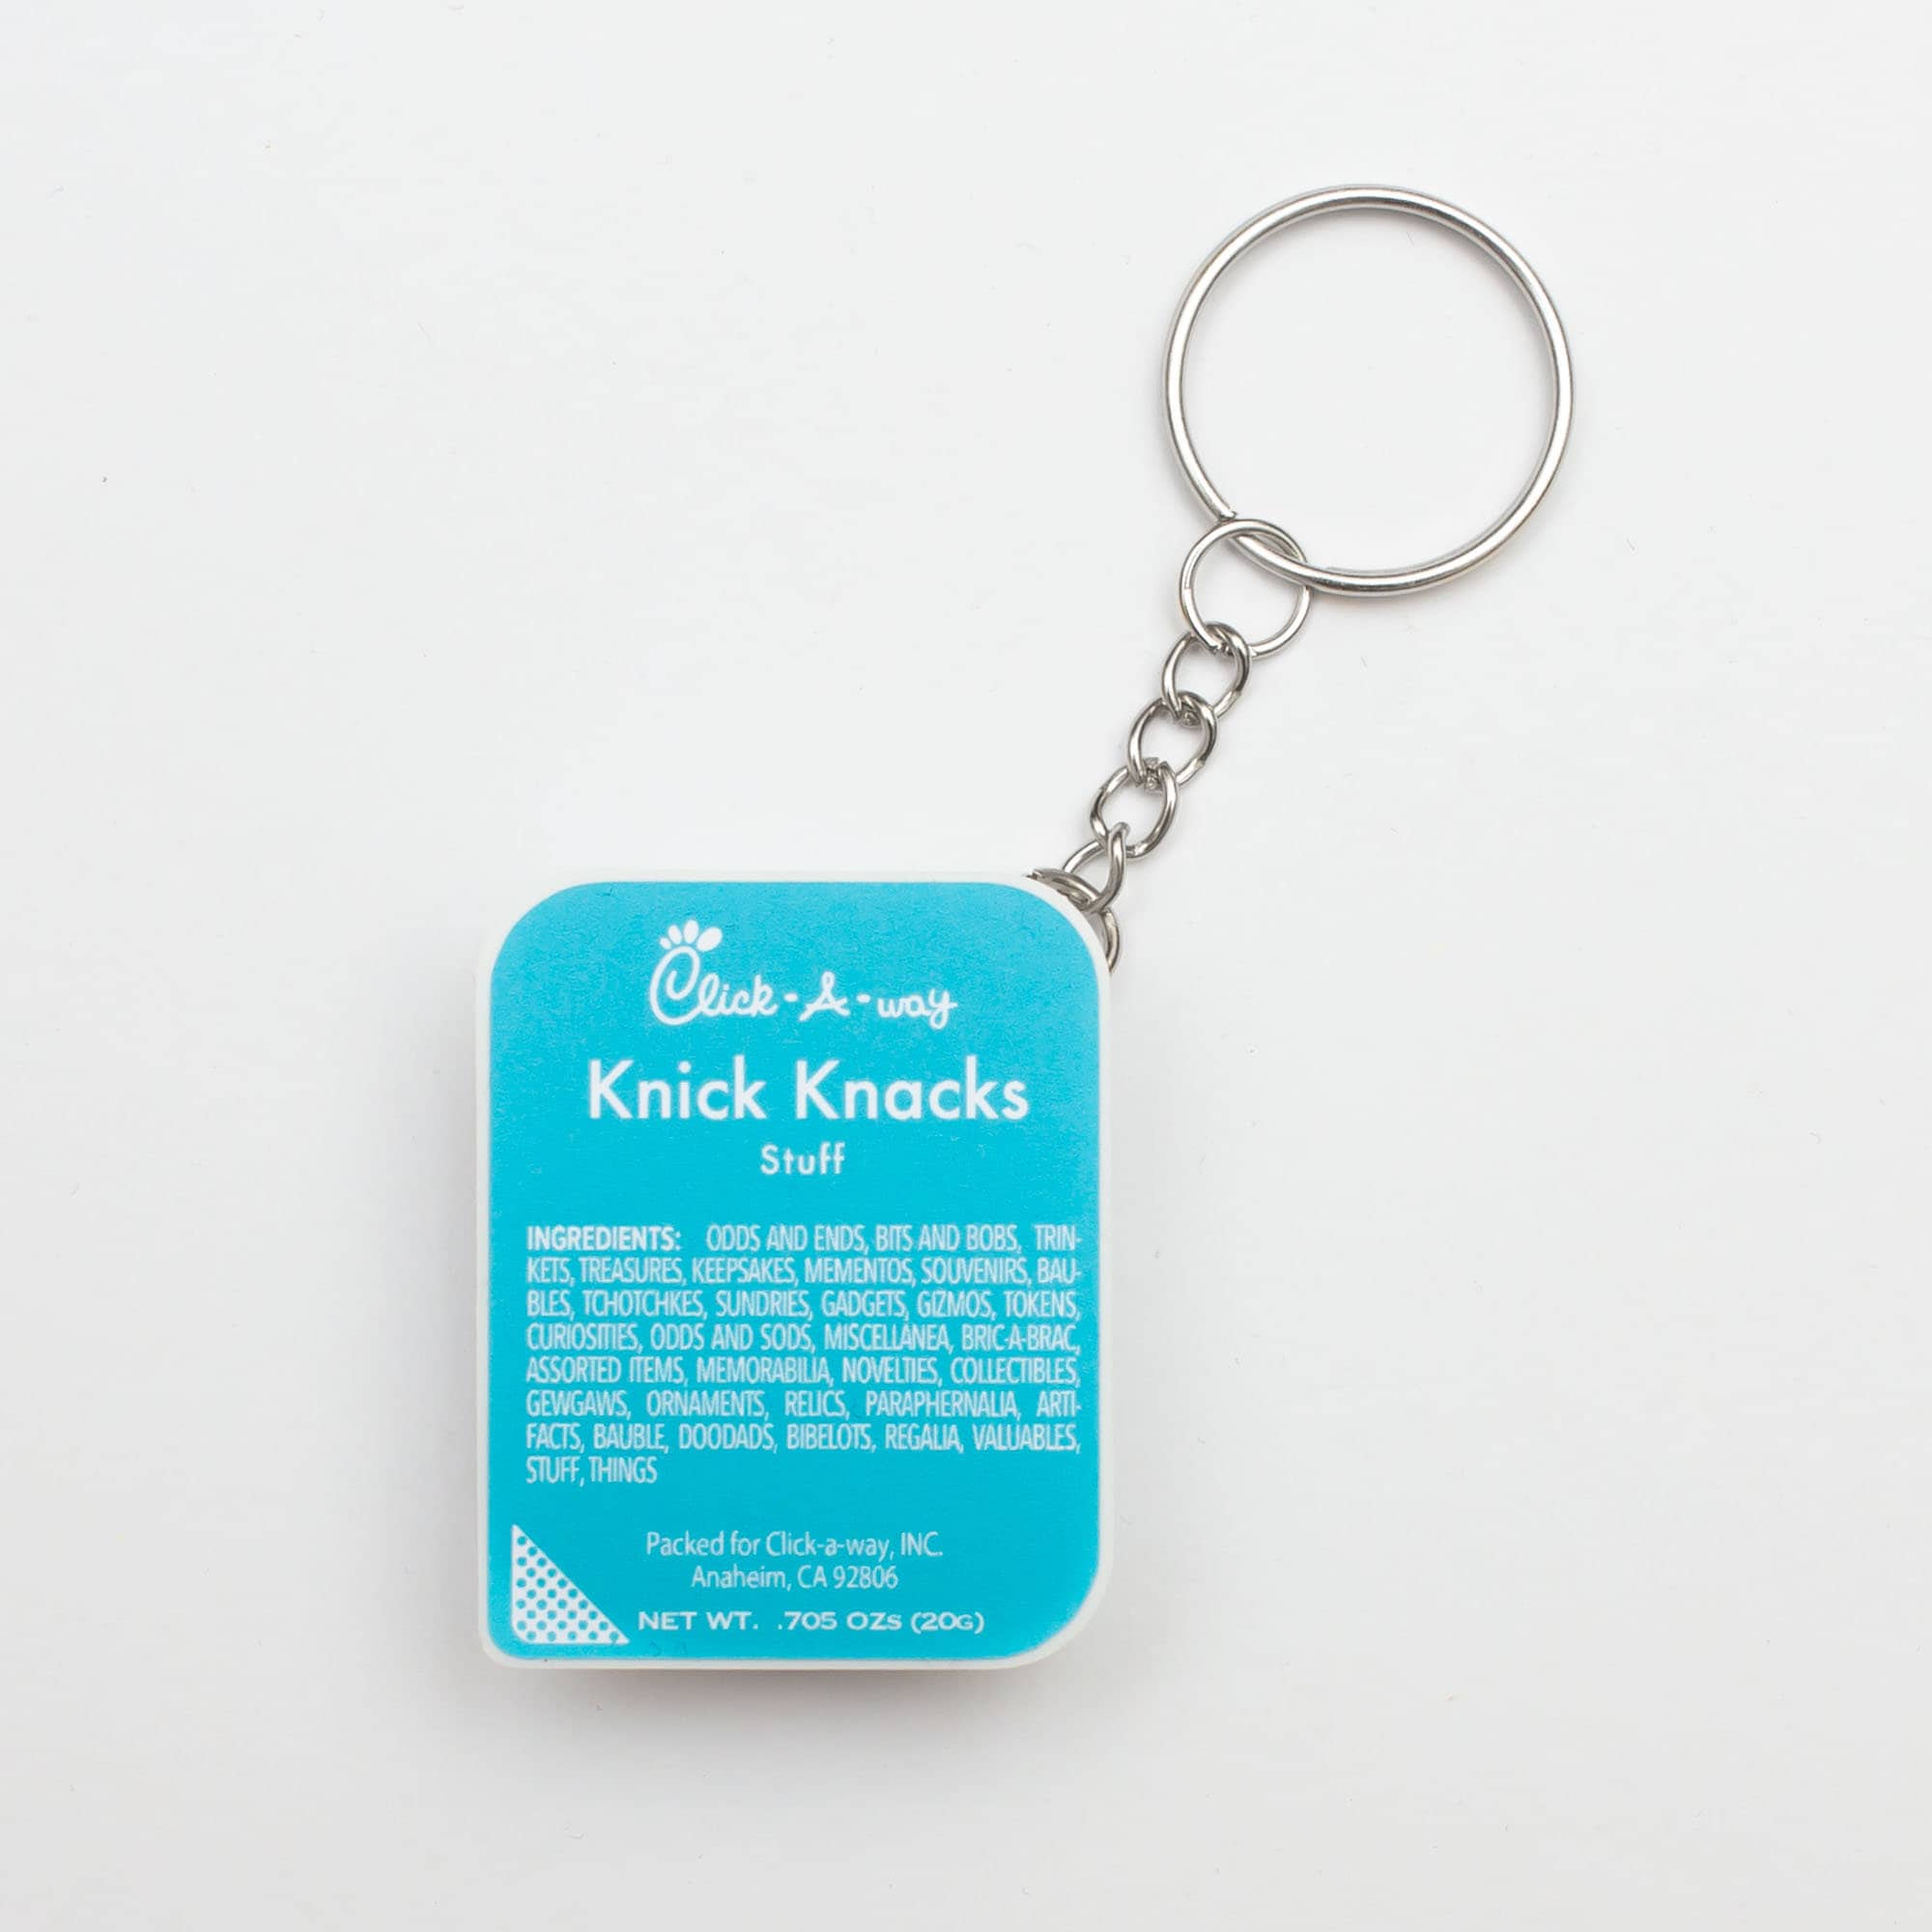 Click-A-way
Knick Knacks
Stuff
INGREDIENTS: ODDS AND ENDS, BITS AND BOBS, TRIN-
KETS, TREASURES, KEEPSAKES, MEMENTOS, SOUVENIRS, BAU-
BLES, TCHOTCHKES, SUNDRIES, GADGETS, GIZMOS, TOKENS,
CURIOSITIES, ODDS AND SODS, MISCELLANEA, BRIC-A-BRAC,
ASSORTED ITEMS, MEMORABILIA, NOVELTIES, COLLECTIBLES,
GEWGAWS, ORNAMENTS, RELICS, PARAPHERNALIA, ARTI-
FACTS, BAUBLE, DOODADS, BIBELOTS, REGALIA, VALUABLES,
STUFF, THINGS
Packed for Click-a-way, INC.
Anaheim, CA 92806
NET WT. .705 OZs (20G)